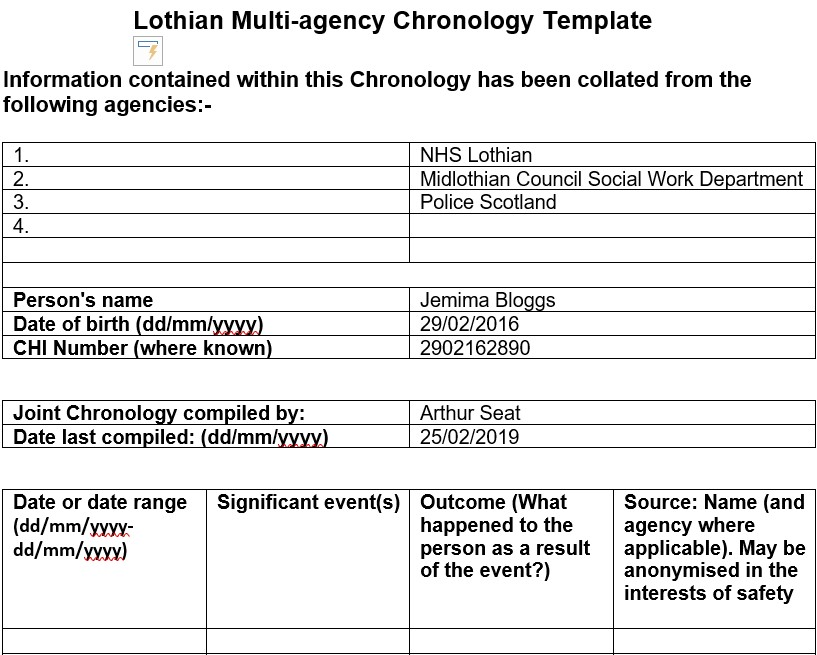 Lothian Multi-agency Chronology Template
Information contained within this Chronology has been collated from the
following agencies:-
1. NHS Lothian
2. Midlothian Council Social Work Department
3. Police Scotland
4.
Person's name Jemima Bloggs
Date of birth (dd/mm/yyyy) 29/02/2016
CHI Number (where known) 2902162890
Joint Chronology compiled by: Arthur Seat
Date last compiled: (dd/mm/yyyy) 25/02/2019
Date or date range
(dd/mm/yyyy-
dd/mm/yyyy)
Significant event(s)
Outcome (What
happened to the
person as a result
of the event?)
Source: Name (and
agency where
applicable). May be
anonymised in the
interests of safety